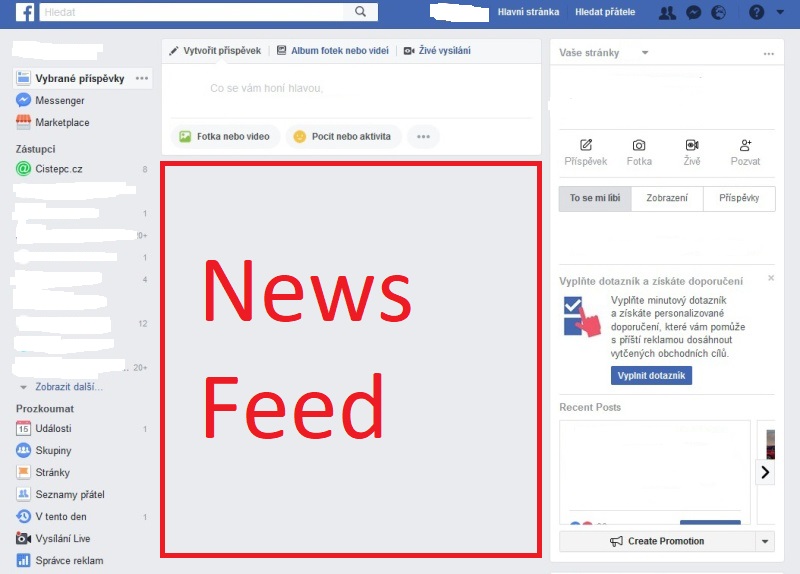 f Hledat
Hlavní stránka Hledat přátele ?
Vybrané příspěvky ...
Messenger
Marketplace
Zástupci
@ Cistepc.cz 8
1
20+
1
4
12
20+
Zobrazit další...
Prozkoumat
15 Události 1
Skupiny
Stránky
Seznamy přátel
V tento den 1
Vysílání Live
Správce reklam
Vytvořit příspěvek Album fotek nebo videí Živé vysílání
Co se vám honí hlavou,
Fotka nebo video Pocit nebo aktivita ...
News
Feed
Vaše stránky ...
Příspěvek Fotka Živě Pozvat
To se mi líbí Zobrazení Příspěvky
Vyplňte dotazník a získáte doporučení ×
Vyplňte minutový dotazník
a získáte personalizované
doporučení, které vám pomůže
s příští reklamou dosáhnout
vytčených obchodních cílů.
Vyplnit dotazník
Recent Posts
Create Promotion